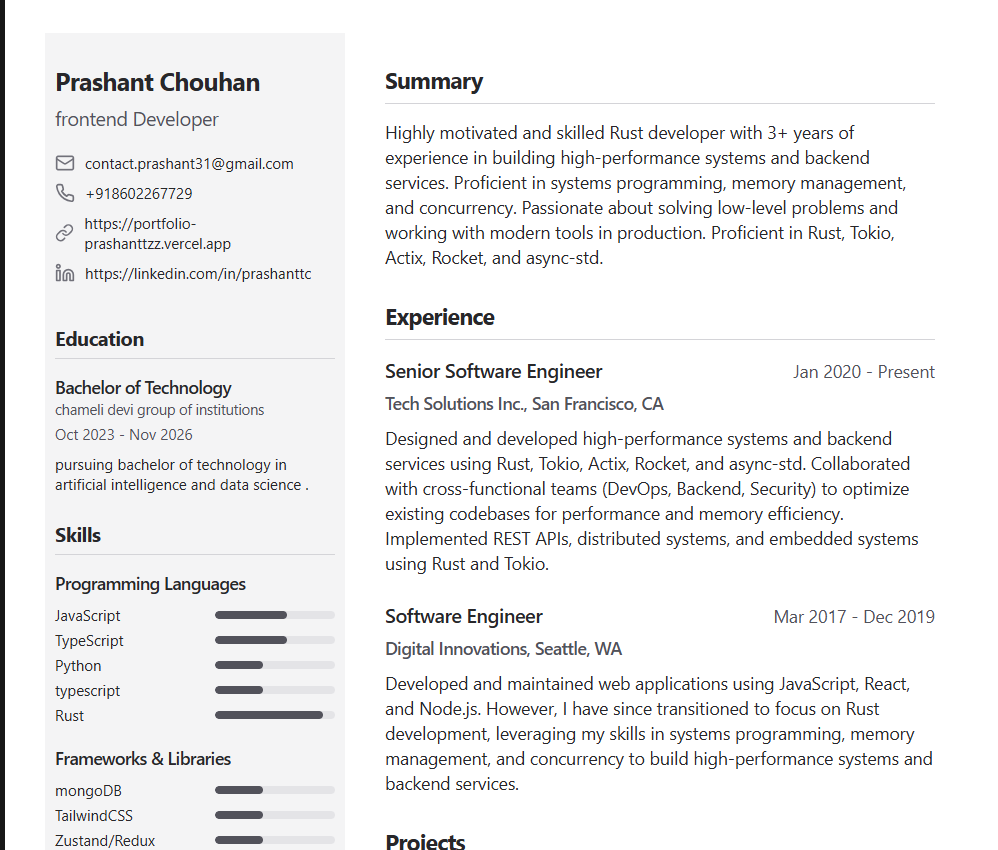 Prashant Chouhan
frontend Developer
contact.prashant31@gmail.com
+918602267729
https://portfolio-
prashanttzz.vercel.app
https://linkedin.com/in/prashanttc
Education
Bachelor of Technology
chameli devi group of institutions
Oct 2023 - Nov 2026
pursuing bachelor of technology in
artificial intelligence and data science .
Skills
Programming Languages
JavaScript
TypeScript
Python
typescript
Rust
Frameworks & Libraries
mongoDB
TailwindCSS
Zustand/Redux
Summary
Highly motivated and skilled Rust developer with 3+ years of
experience in building high-performance systems and backend
services. Proficient in systems programming, memory management,
and concurrency. Passionate about solving low-level problems and
working with modern tools in production. Proficient in Rust, Tokio,
Actix, Rocket, and async-std.
Experience
Senior Software Engineer Jan 2020 - Present
Tech Solutions Inc., San Francisco, CA
Designed and developed high-performance systems and backend
services using Rust, Tokio, Actix, Rocket, and async-std. Collaborated
with cross-functional teams (DevOps, Backend, Security) to optimize
existing codebases for performance and memory efficiency.
Implemented REST APIs, distributed systems, and embedded systems
using Rust and Tokio.
Software Engineer Mar 2017 - Dec 2019
Digital Innovations, Seattle, WA
Developed and maintained web applications using JavaScript, React,
and Node.js. However, I have since transitioned to focus on Rust
development, leveraging my skills in systems programming, memory
management, and concurrency to build high-performance systems and
backend services.
Projects